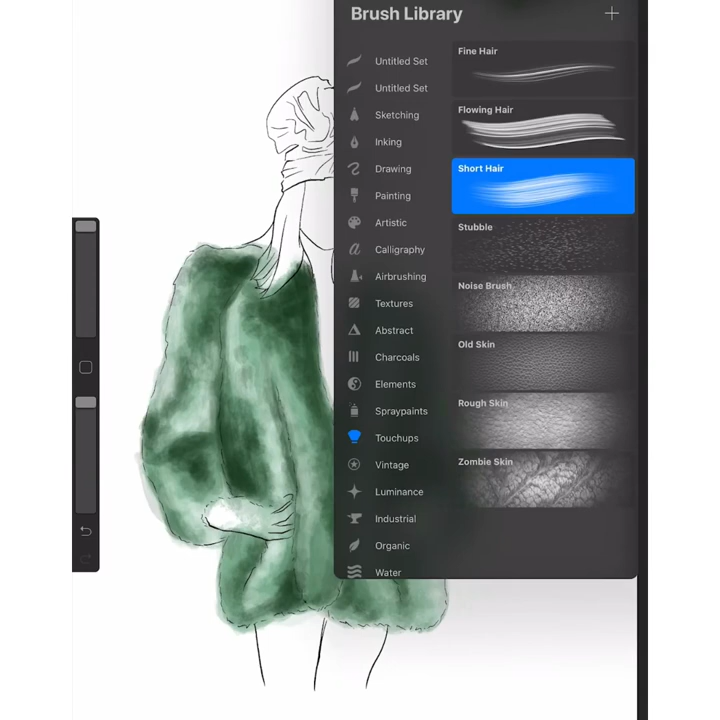 Brush Library
Untitled Set
Untitled Set
Sketching
Inking
Drawing
Painting
Artistic
Calligraphy
Airbrushing
Textures
Abstract
Charcoals
Elements
Spraypaints
Touchups
Vintage
Luminance
Industrial
Organic
Water
Fine Hair
Flowing Hair
Short Hair
Stubble
Noise Brush
Old Skin
Rough Skin
Zombie Skin